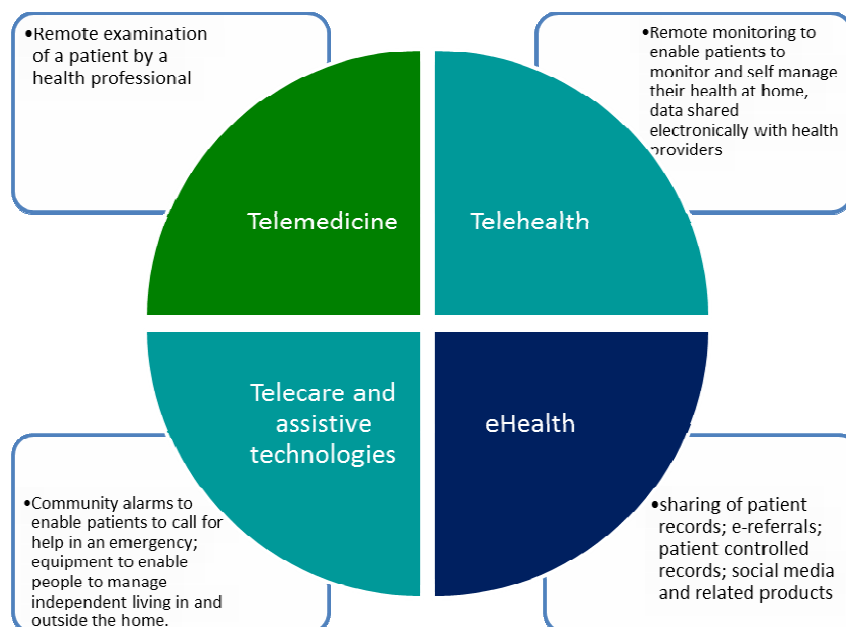 •Remote examination
of a patient by a
health professional
•Remote monitoring to
enable patients to
monitor and self manage
their health at home,
data shared
electronically with health
providers
Telemedicine
Telehealth
Telecare and
assistive
technologies
eHealth
•Community alarms to
enable patients to call for
help in an emergency;
equipment to enable
people to manage
independent living in and
outside the home.
•sharing of patient
records; e-referrals;
patient controlled
records; social media
and related products